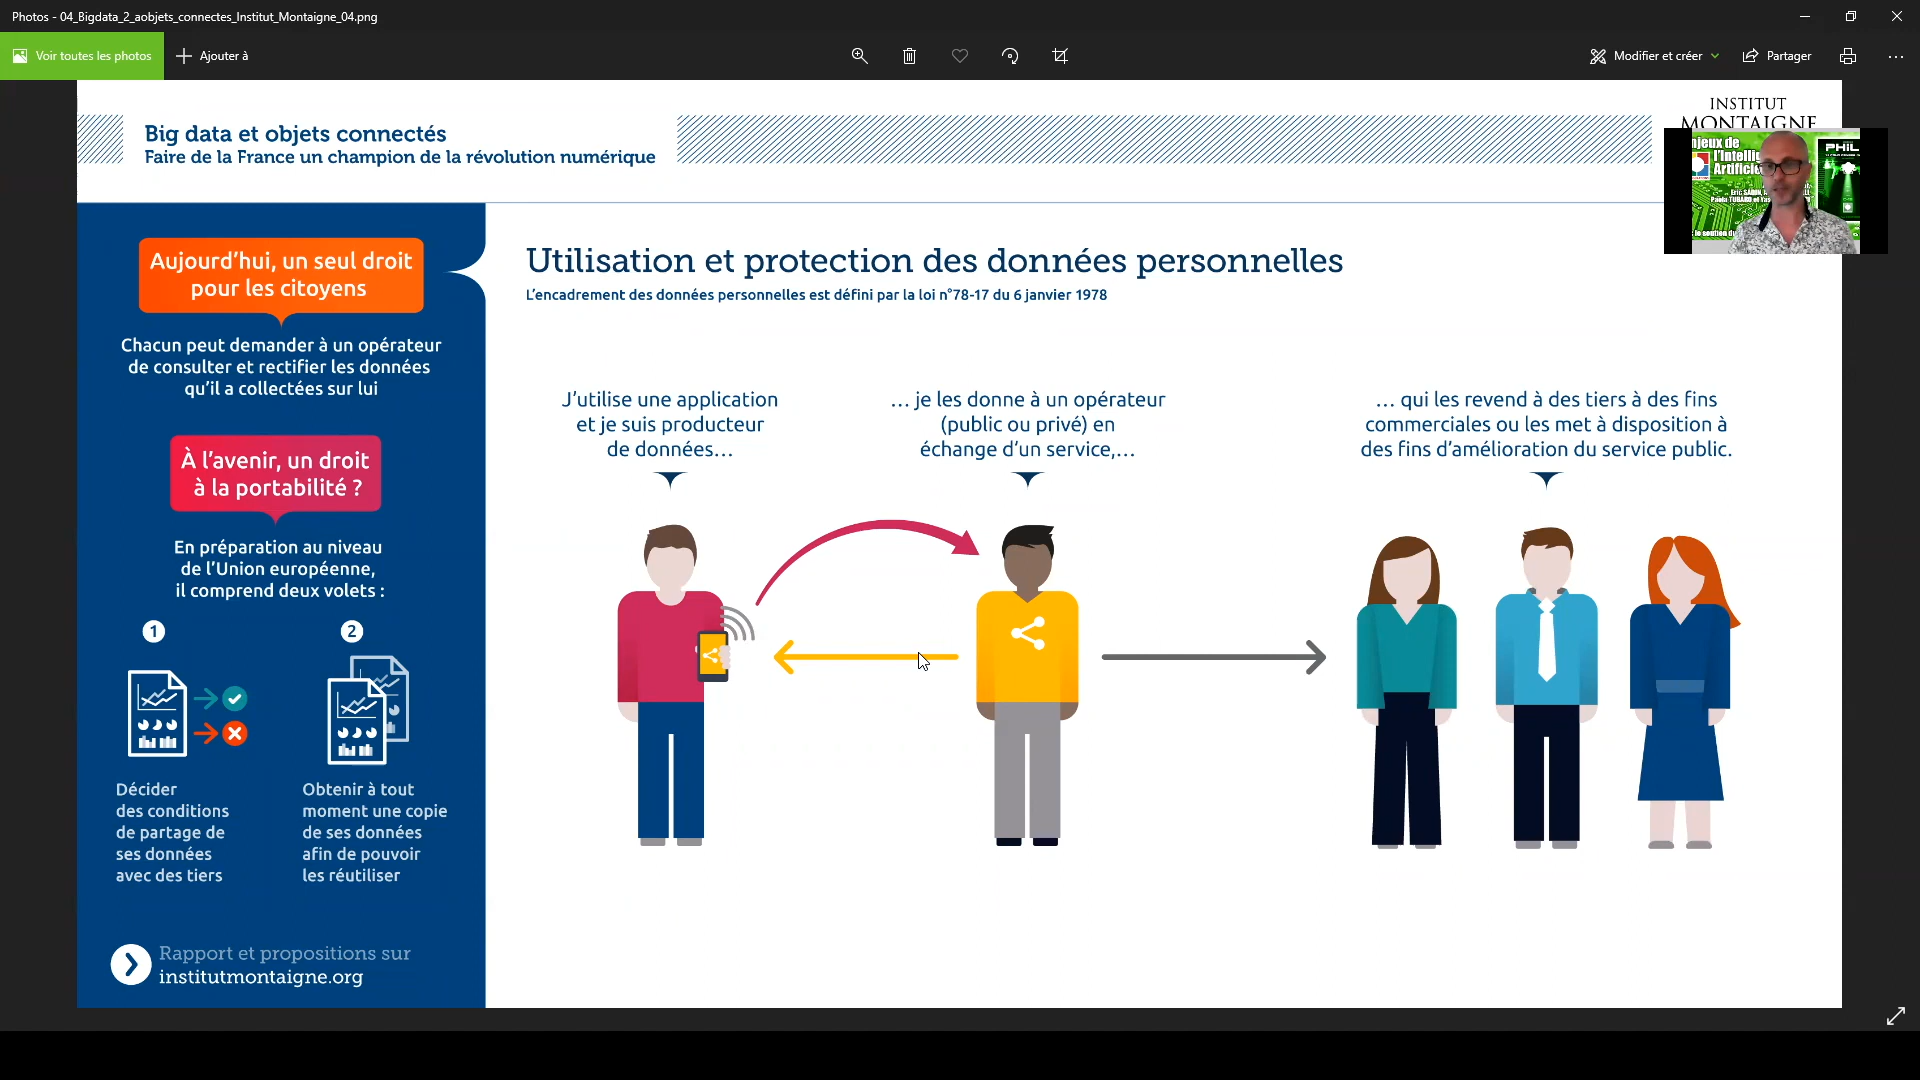 Photos - 04_Bigdata_2_aobjets_connectes_Institut_Montaigne_04.png
Voir toutes les photos
Ajouter à
Modifier et créer
Partager
Big data et objets connectés
Faire de la France un champion de la révolution numérique
INSTITUT
MONTAIGNE
njeux de
l'Intellig
Artificie
PHIL
Aujourd'hui, un seul droit
pour les citoyens
Chacun peut demander à un opérateur
de consulter et rectifier les données
qu'il a collectées sur lui
À l'avenir, un droit
à la portabilité ?
En préparation au niveau
de l'Union européenne,
il comprend deux volets :
1
2
Décider
des conditions
de partage de
ses données
avec des tiers
Obtenir à tout
moment une copie
de ses données
afin de pouvoir
les réutiliser
Rapport et propositions sur
institutmontaigne.org
Utilisation et protection des données personnelles
L'encadrement des données personnelles est défini par la loi n°78-17 du 6 janvier 1978
J'utilise une application
et je suis producteur
de données...
... je les donne à un opérateur
(public ou privé) en
échange d'un service,...
... qui les revend à des tiers à des fins
commerciales ou les met à disposition à
des fins d'amélioration du service public.